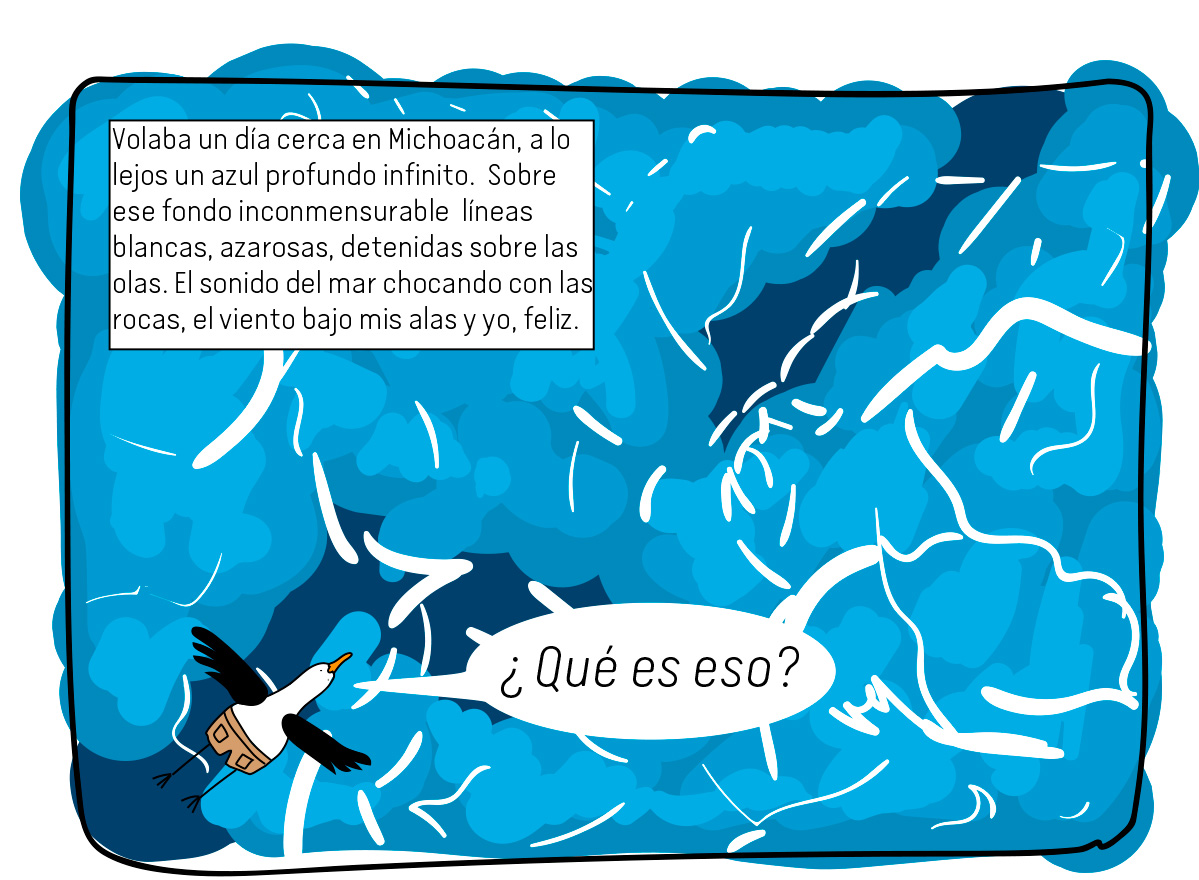 Volaba un día cerca en Michoacán, a lo
lejos un azul profundo infinito.  Sobre
ese fondo inconmensurable  líneas
blancas, azarosas, detenidas sobre las
olas. El sonido del mar chocando con las
rocas, el viento bajo mis alas y yo, feliz.
¿ Qué es eso?